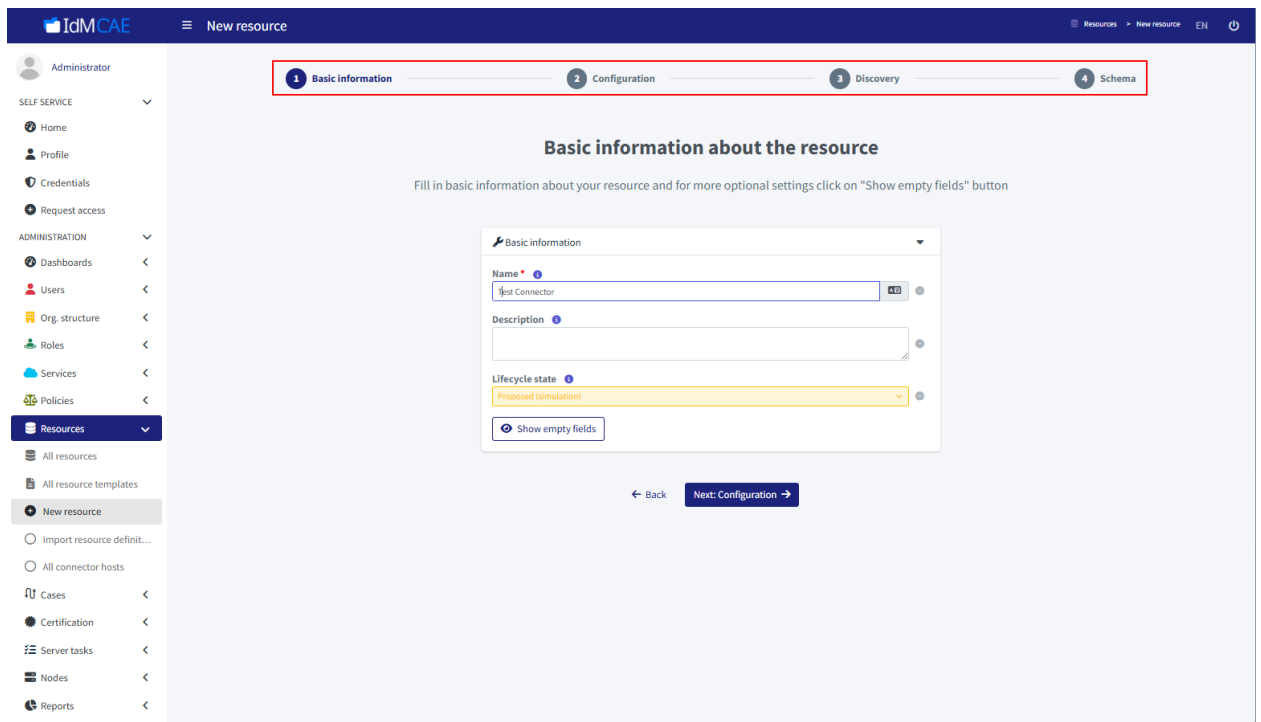 IdMCAE
New resource
Resources > New resource
EN
Administrator
SELF SERVICE
Home
Profile
Credentials
Request access
ADMINISTRATION
Dashboards
Users
Org. structure
Roles
Services
Policies
Resources
All resources
All resource templates
New resource
Import resource definit...
All connector hosts
Cases
Certification
Server tasks
Nodes
Reports
1 Basic information
2 Configuration
3 Discovery
4 Schema
Basic information about the resource
Fill in basic information about your resource and for more optional settings click on "Show empty fields" button
Basic information
Name *
Test Connector
Description
Lifecycle state
Proposed (simulation)
Show empty fields
← Back
Next: Configuration →